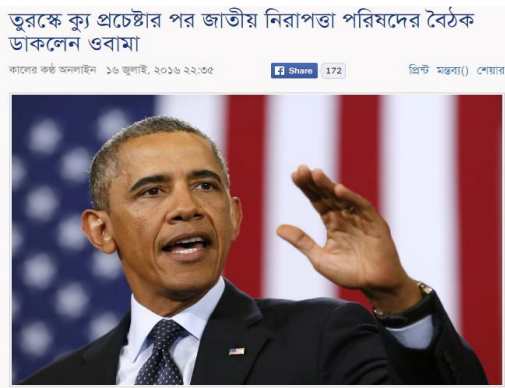 তুরস্কে ক্যু প্রচেষ্টার পর জাতীয় নিরাপত্তা পরিষদের বৈঠক
ডাকলেন ওবামা
কালের কণ্ঠ অনলাইন ১৬ জুলাই, ২০১৬ ২২:৩৫ Share 172 প্রিন্ট মন্তব্য() শেয়ার